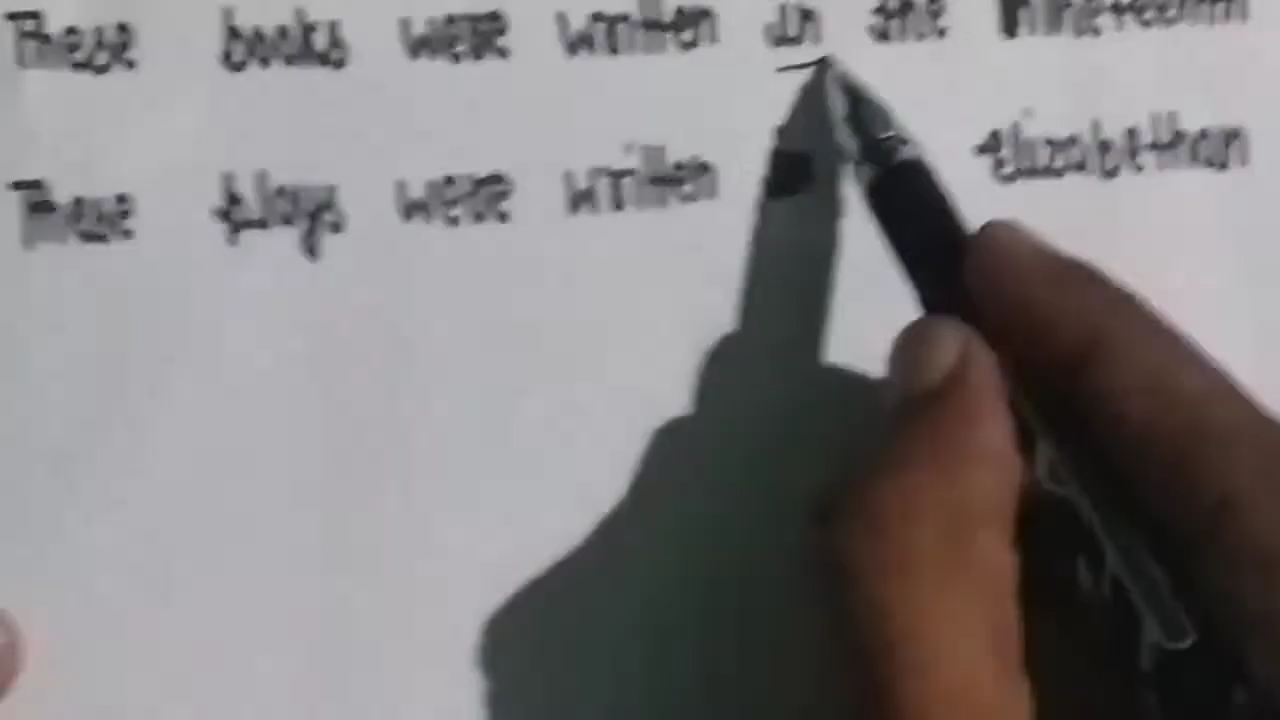 These books were written in the Nineteenth
These plays were written Elizabethan